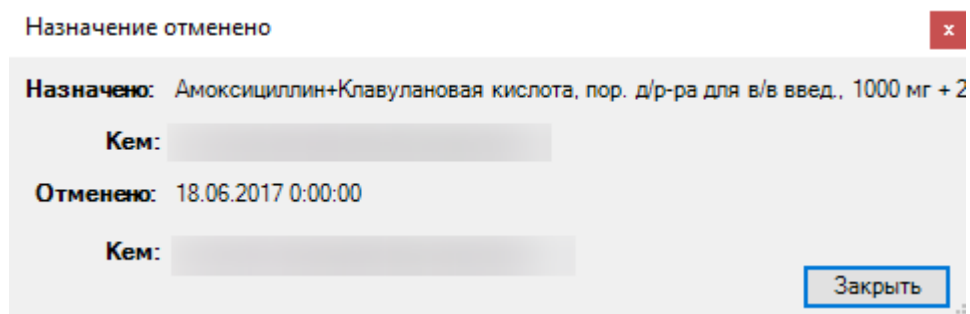 Назначение отменено
x
Назначено: Амоксициллин+Клавулановая кислота, пор. д/р-ра для в/в введ., 1000 мг + 2
Кем:
Отменено: 18.06.2017 0:00:00
Кем:
Закрыть